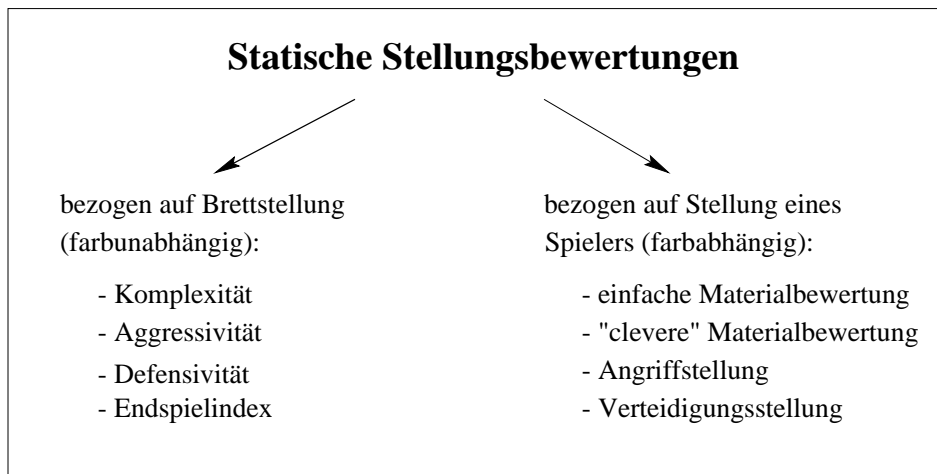 Statische Stellungsbewertungen
bezogen auf Brettstellung
(farbunabhängig):
- Komplexität
- Aggressivität
- Defensivität
- Endspielindex
bezogen auf Stellung eines
Spielers (farbabhängig):
- einfache Materialbewertung
- "clevere" Materialbewertung
- Angriffstellung
- Verteidigungsstellung